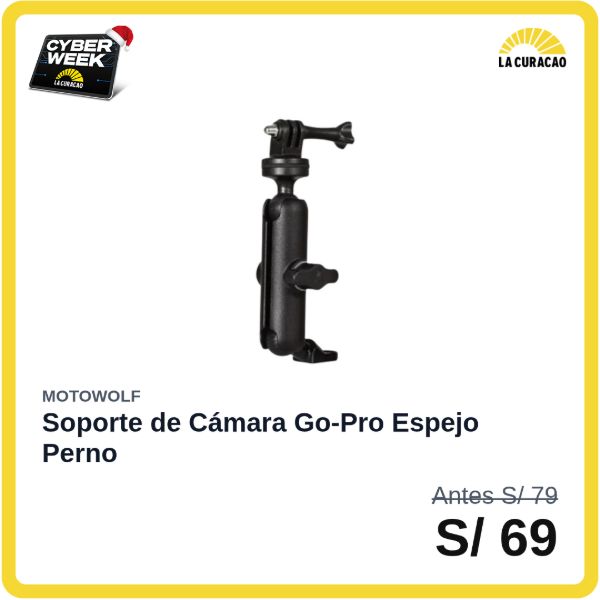 CYBER
WEEK
LA CURACAO
LA CURACAO
MOTOWOLF
Soporte de Cámara Go-Pro Espejo
Perno
Antes S/ 79
S/ 69